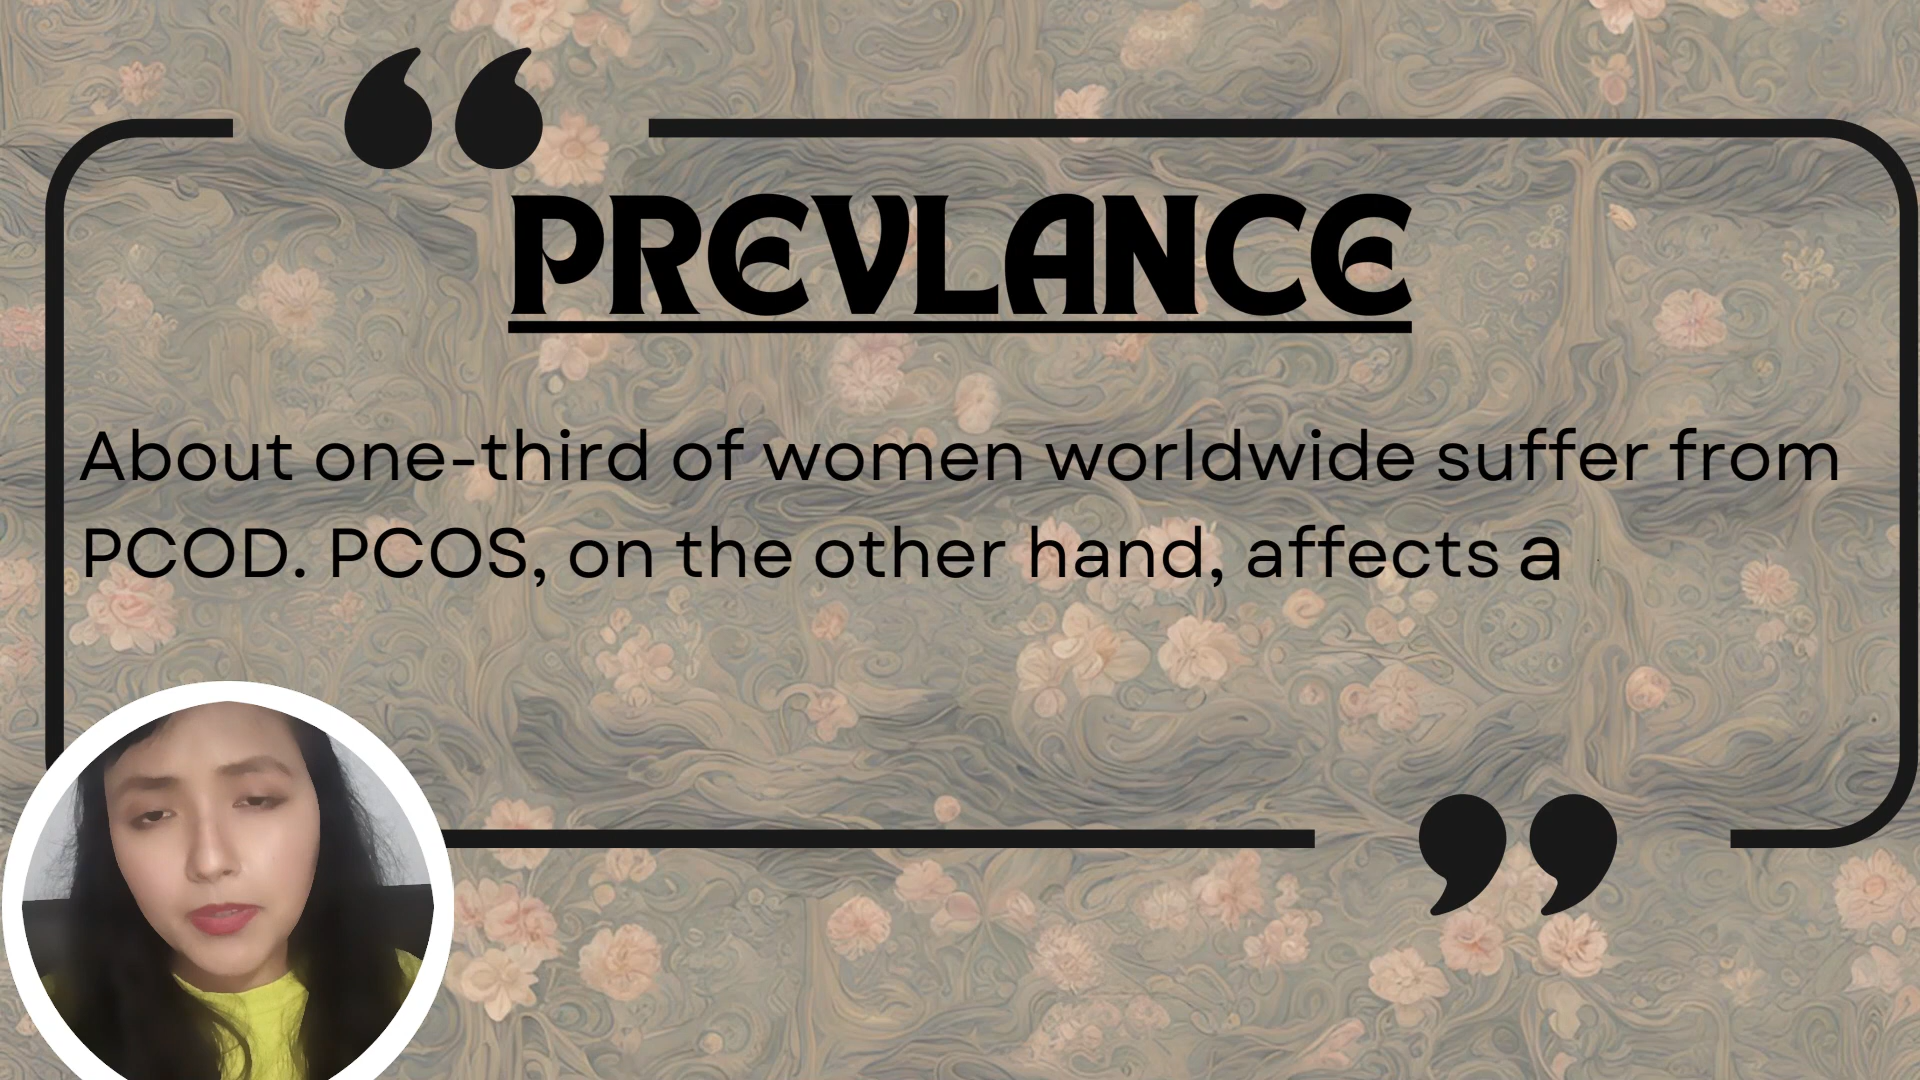 PREVLANCE
About one-third of women worldwide suffer from
PCOD. PCOS, on the other hand, affects a